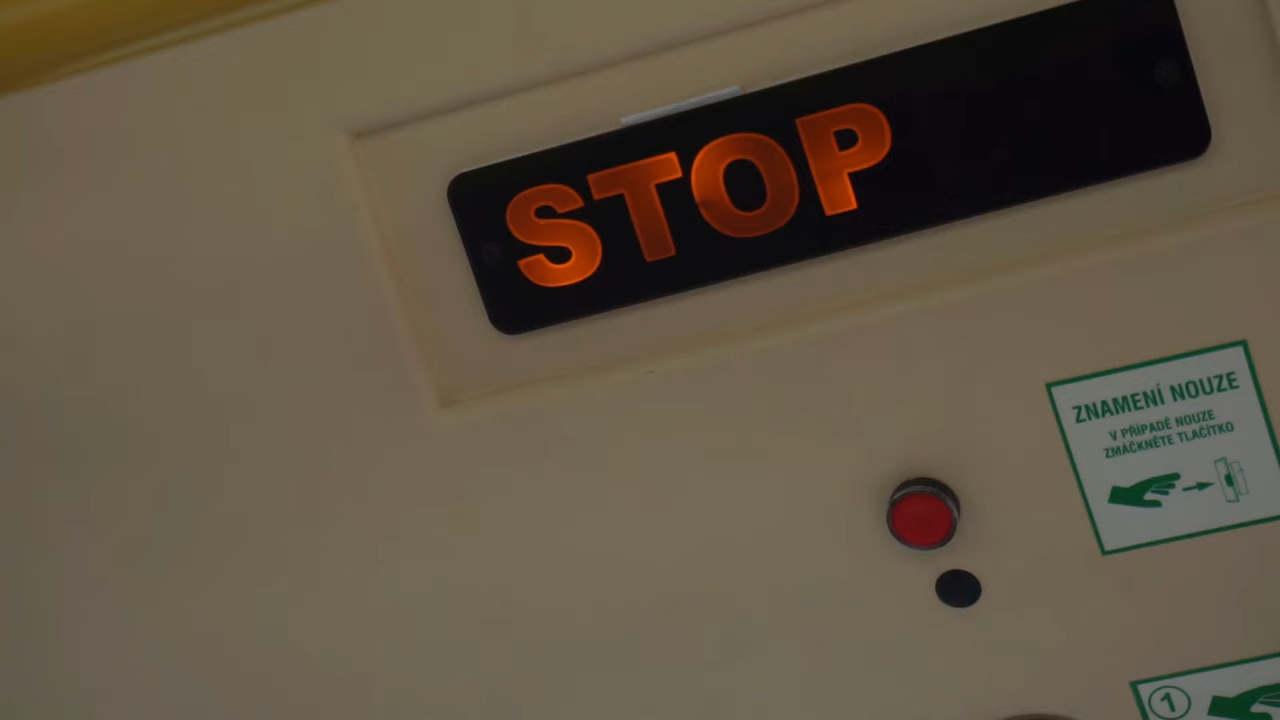 STOP
ZNAMENÍ NOUZE
V PŘÍPADĚ NOUZE
ZMÁČKNĚTE TLAČÍTKO
1